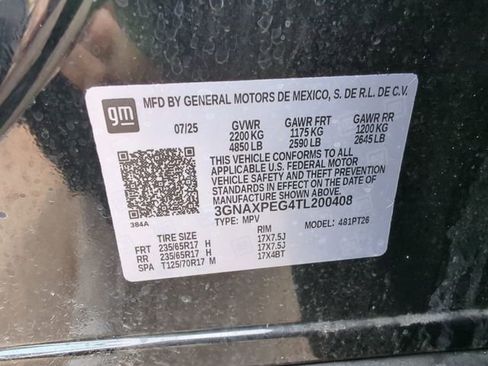 gm
MFD BY GENERAL MOTORS DE MEXICO, S. DE R.L. DE C.V.
07/25 GVWR GAWR FRT GAWR RR
2200 KG 1175 KG 1200 KG
4850 LB 2590 LB 2645 LB
THIS VEHICLE CONFORMS TO ALL
APPLICABLE U.S. FEDERAL MOTOR
VEHICLE SAFETY AND THEFT PREVENTION
STANDARDS IN EFFECT ON THE DATE OF
MANUFACTURE SHOWN ABOVE.
3GNAXPEG4TL200408
384A TYPE: MPV MODEL: 481PT26
TIRE SIZE RIM
FRT 235/65R17 H 17X7.5J
RR 235/65R17 H 17X7.5J
SPA T125/70R17 M 17X4BT